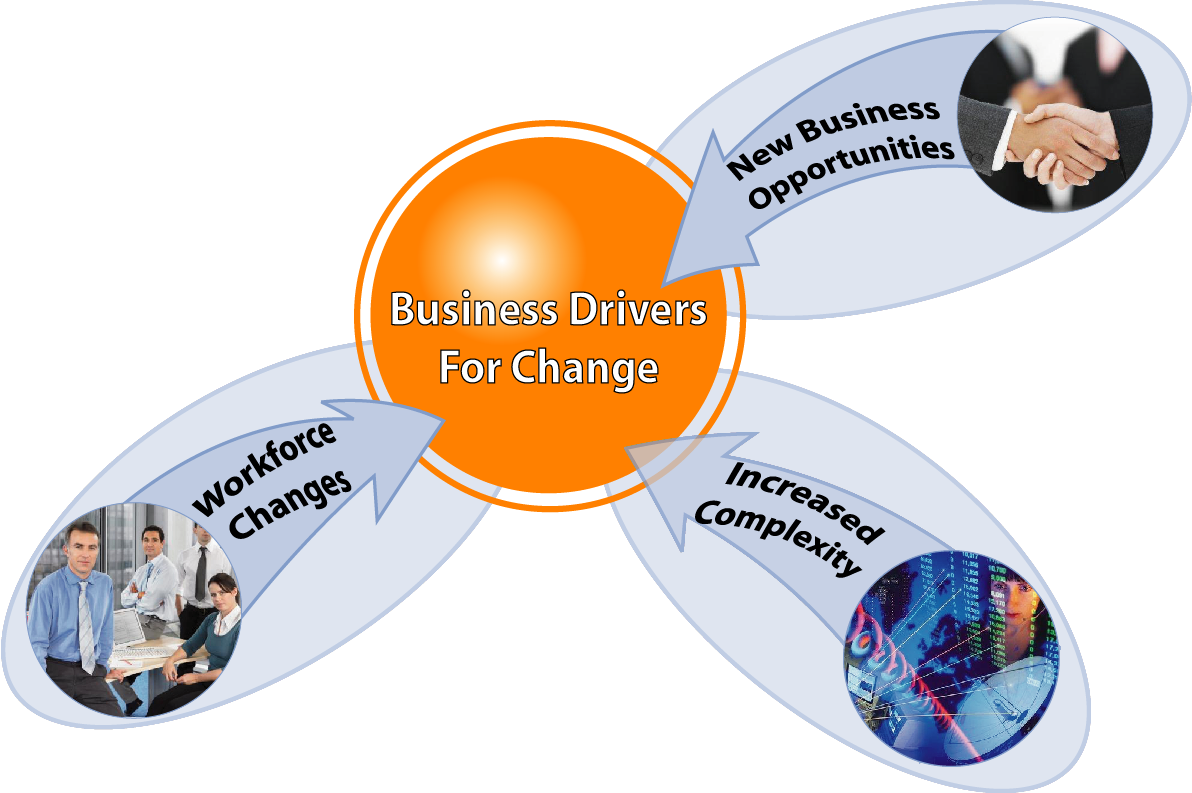 New Business
Opportunities
Business Drivers
For Change
Workforce
Changes
Increased
Complexity